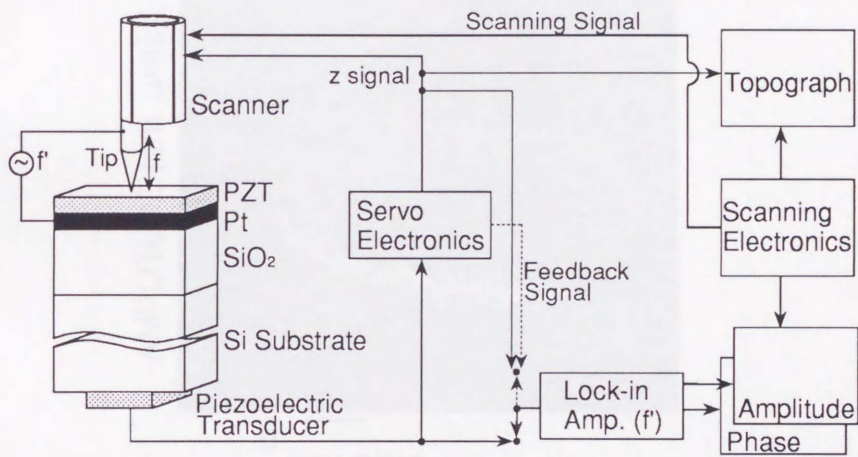 Scanning Signal
z signal
Topograph
Scanner
f'
Tip
f
PZT
Pt
SiO₂
Si Substrate
Piezoelectric
Transducer
Servo
Electronics
Feedback
Signal
Scanning
Electronics
Lock-in
Amp. (f')
Amplitude
Phase